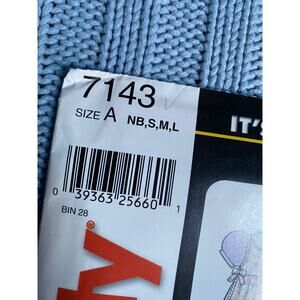 7143
SIZE A NB,S,M,L
IT'S
0 39363 25660 1
BIN 28